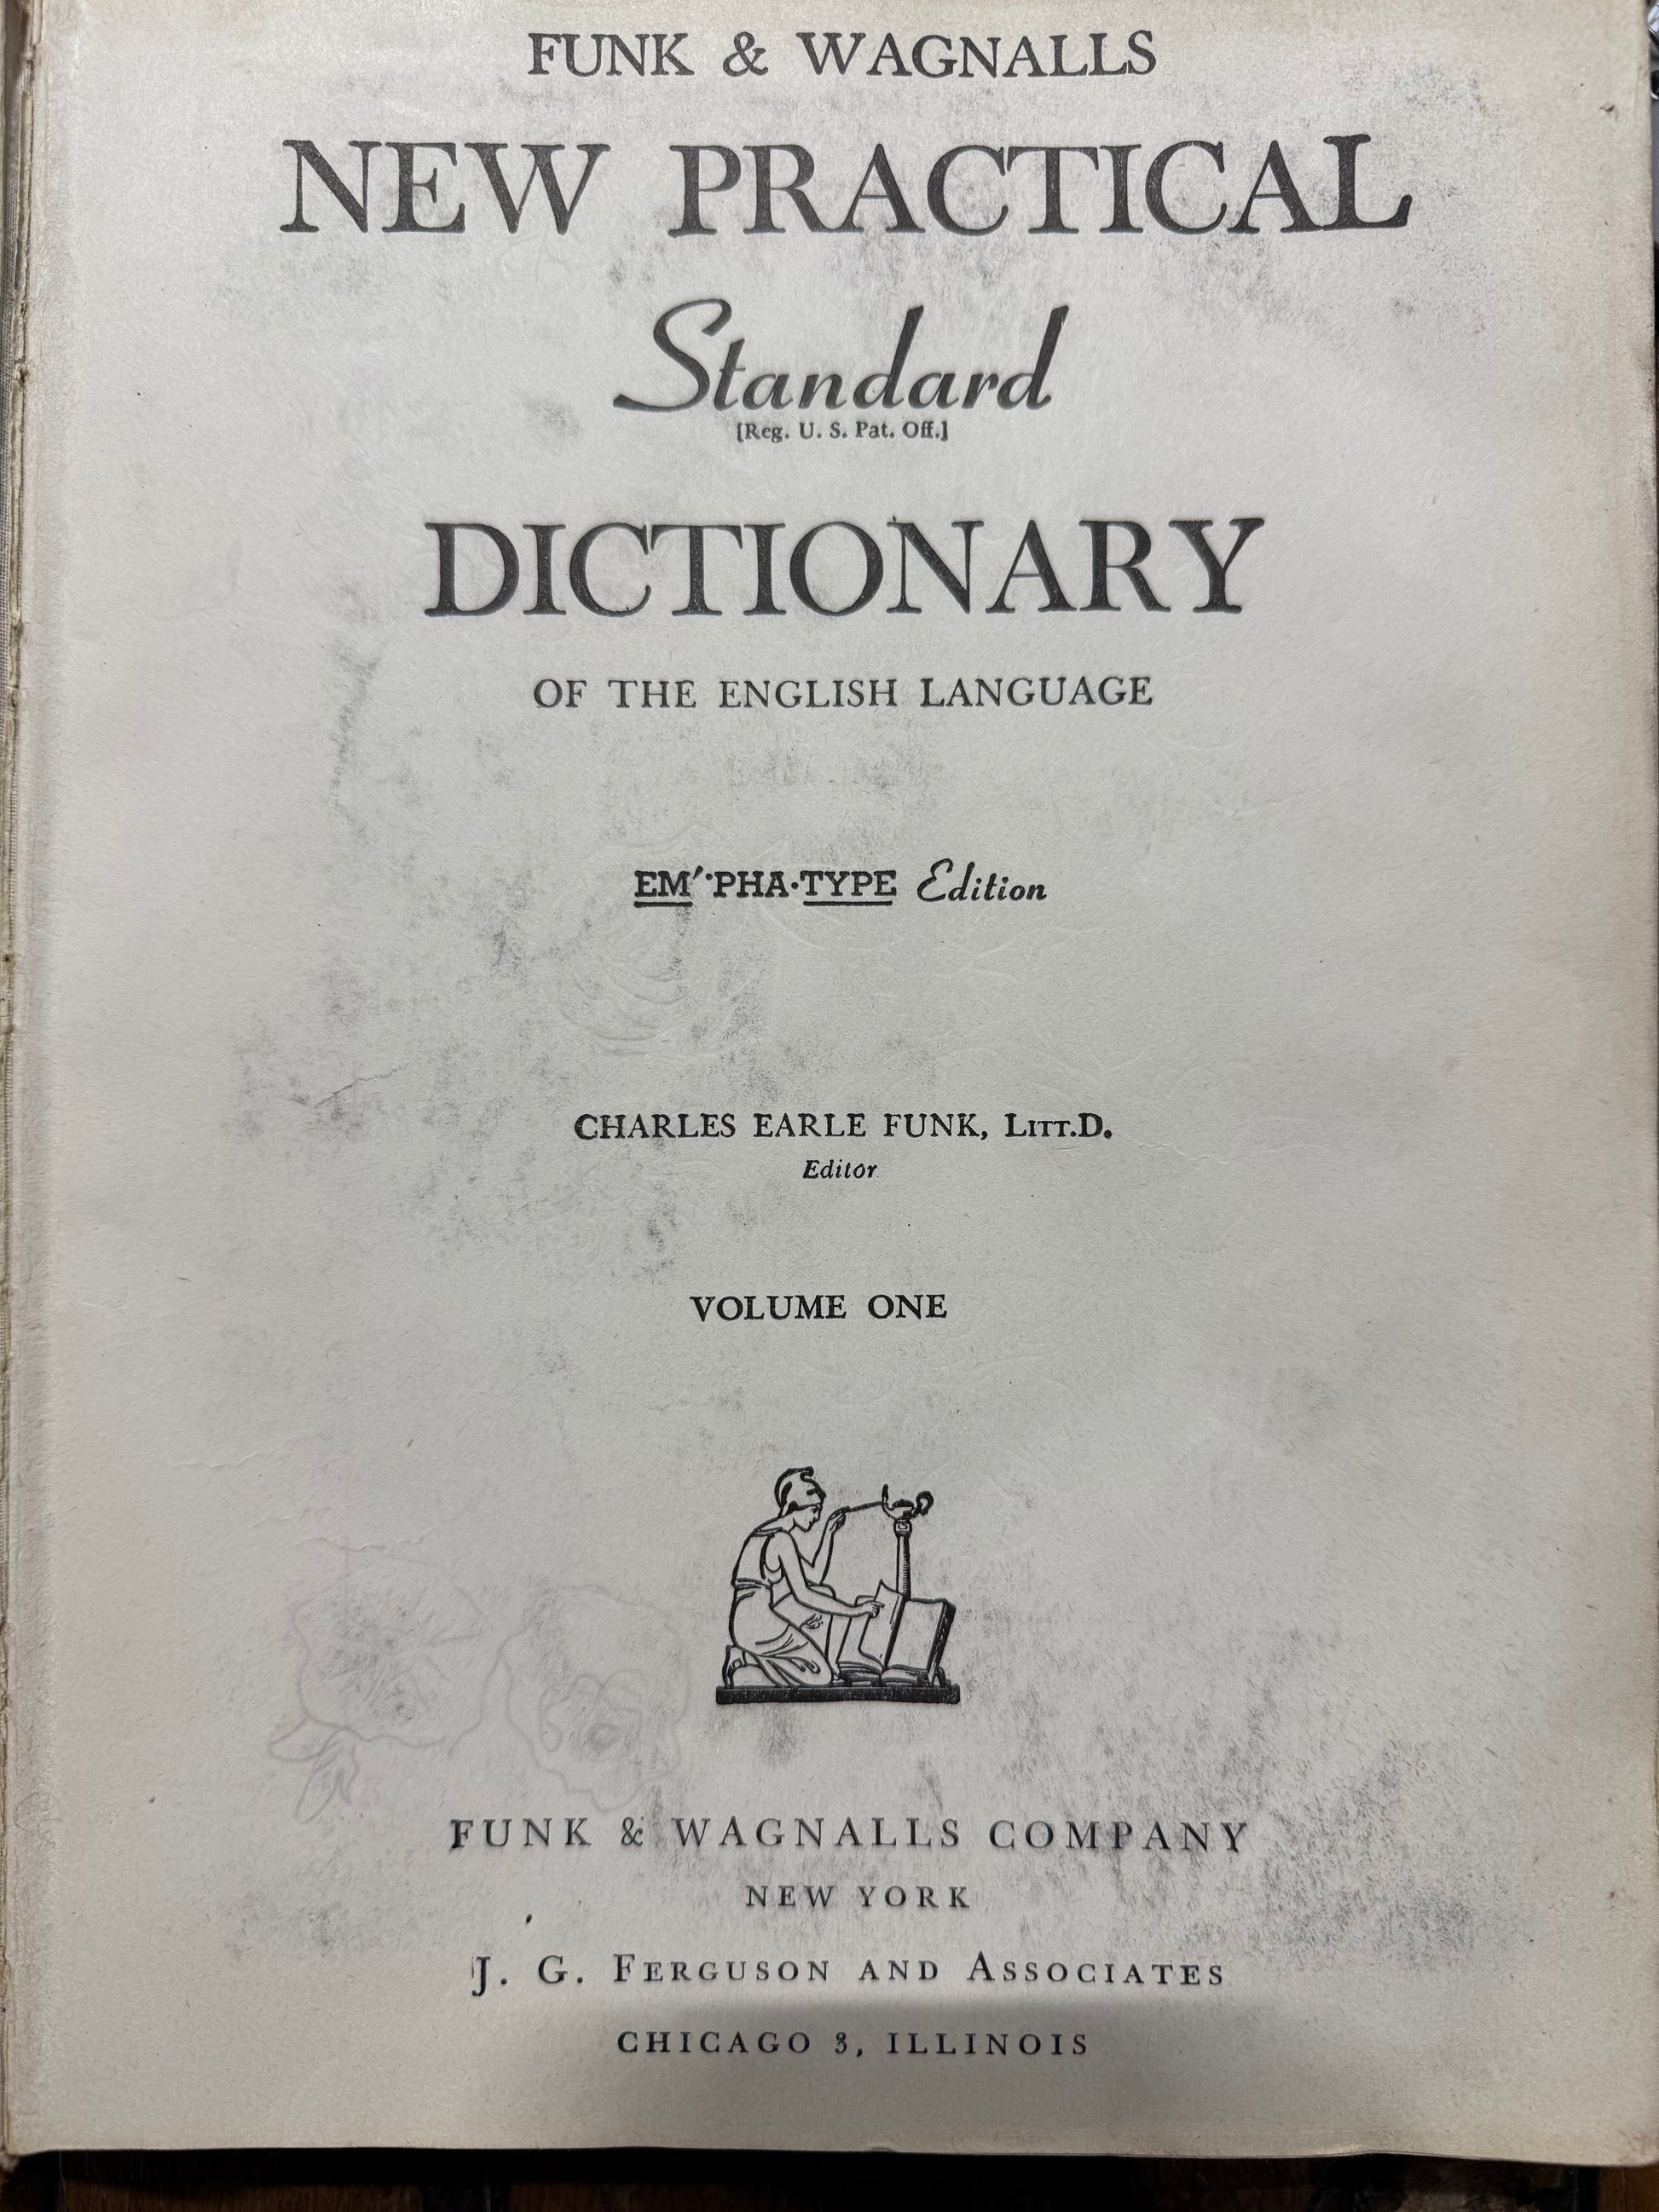 FUNK & WAGNALLS
NEW PRACTICAL
Standard
[Reg. U. S. Pat. Off.]
DICTIONARY
OF THE ENGLISH LANGUAGE
EM′·PHA·TYPE Edition
CHARLES EARLE FUNK, LITT.D.
Editor
VOLUME ONE
FUNK & WAGNALLS COMPANY
NEW YORK
J. G. FERGUSON AND ASSOCIATES
CHICAGO 3, ILLINOIS